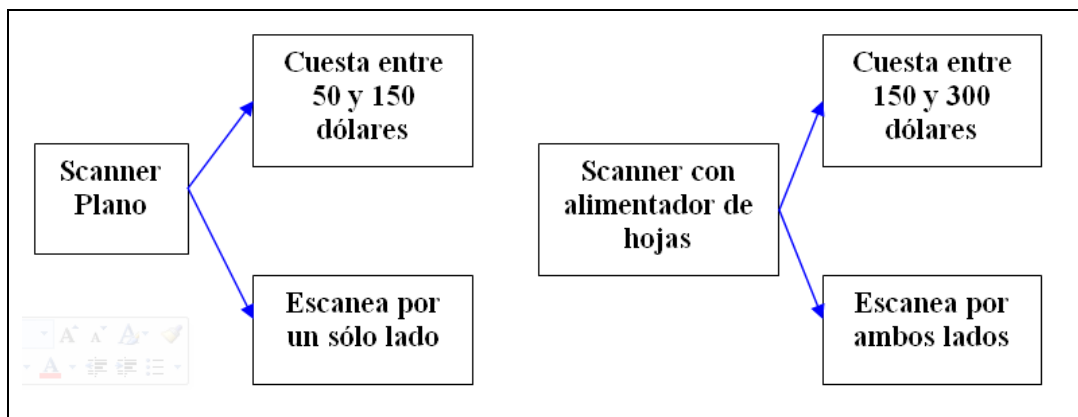 Scanner
Plano
Cuesta entre
50 y 150
dólares
Escanea por
un sólo lado
Scanner con
alimentador de
hojas
Cuesta entre
150 y 300
dólares
Escanea por
ambos lados